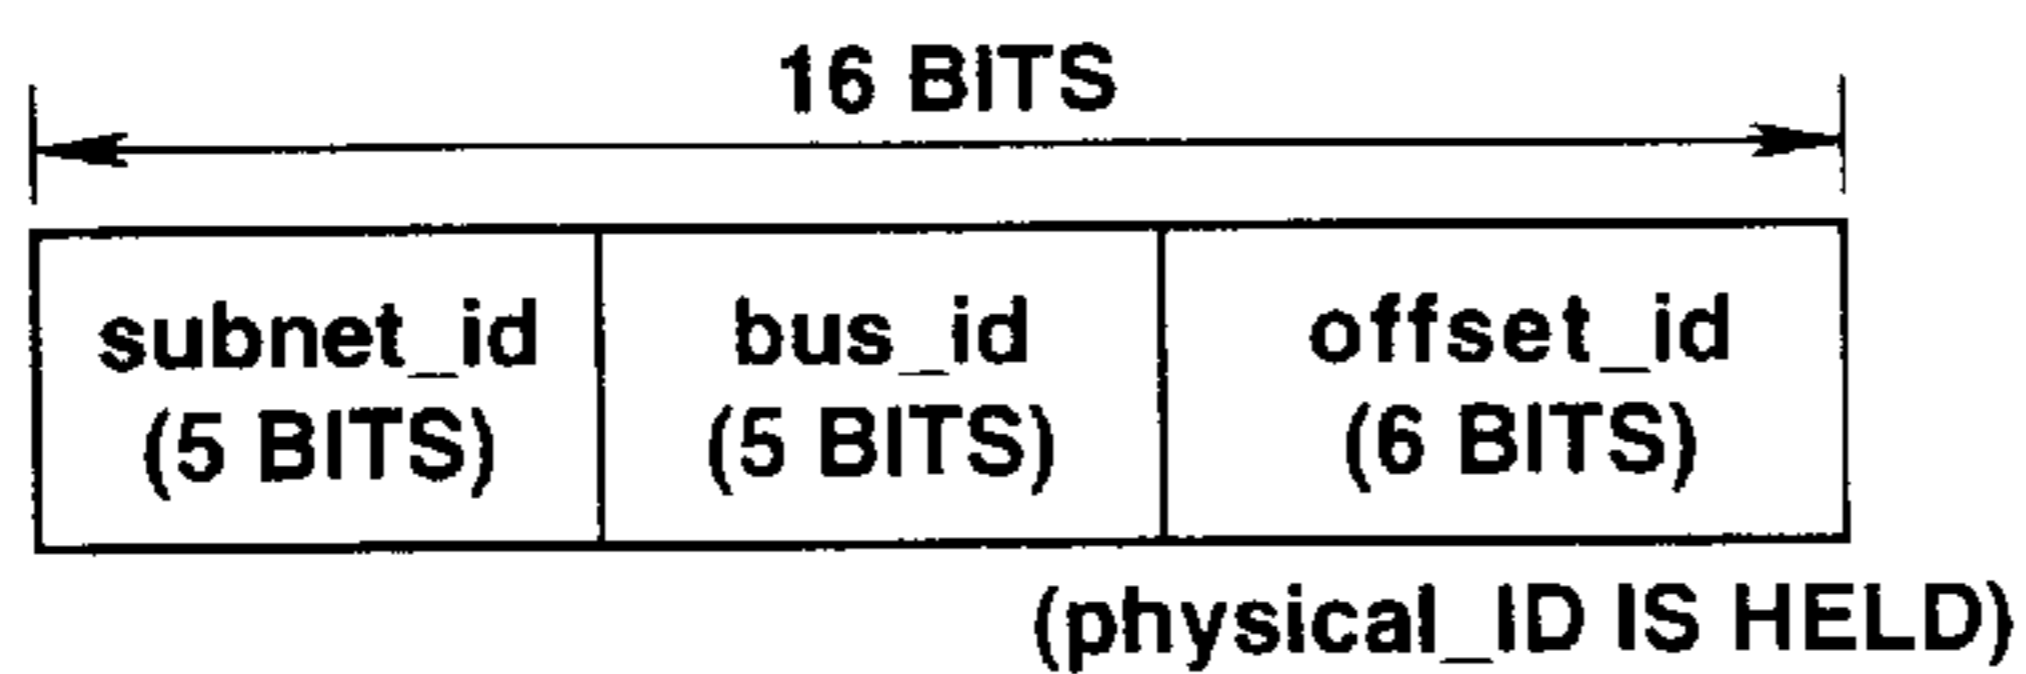 16 BITS
subnet_id bus_id offset_id
(5 BITS) (5 BITS) (6 BITS)
(physical_ID IS HELD)